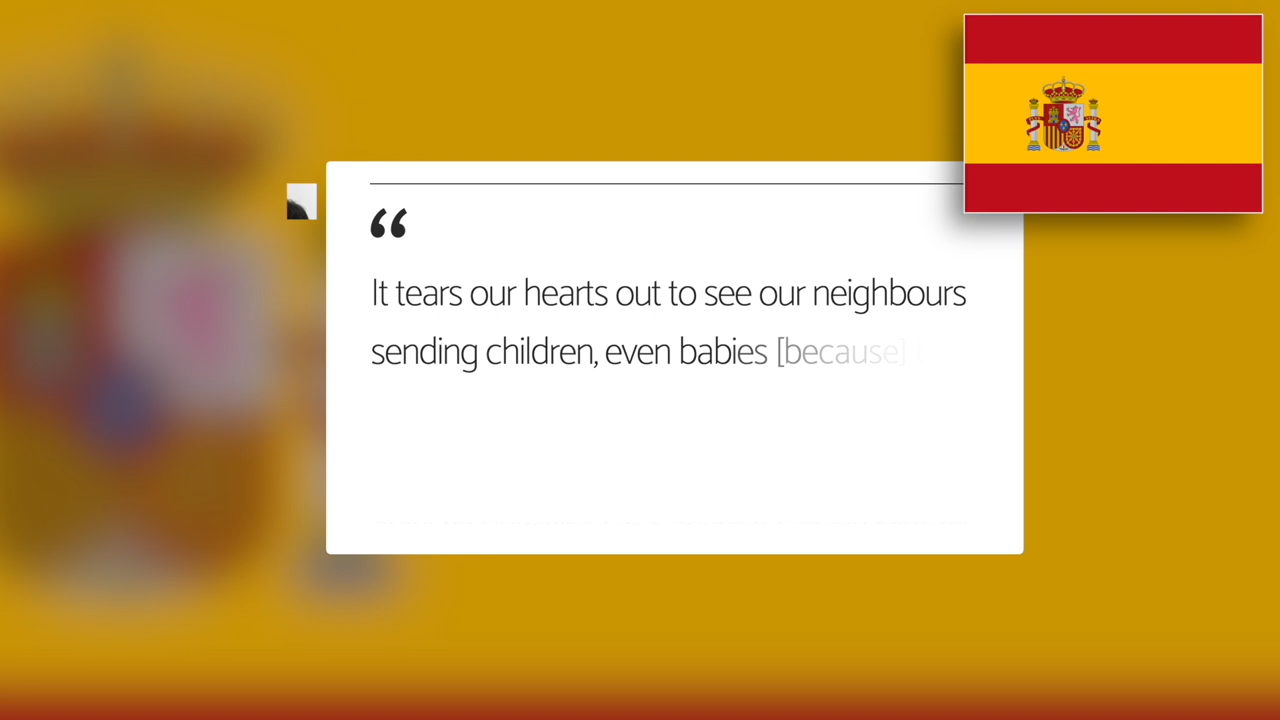 “
It tears our hearts out to see our neighbours
sending children, even babies [because]